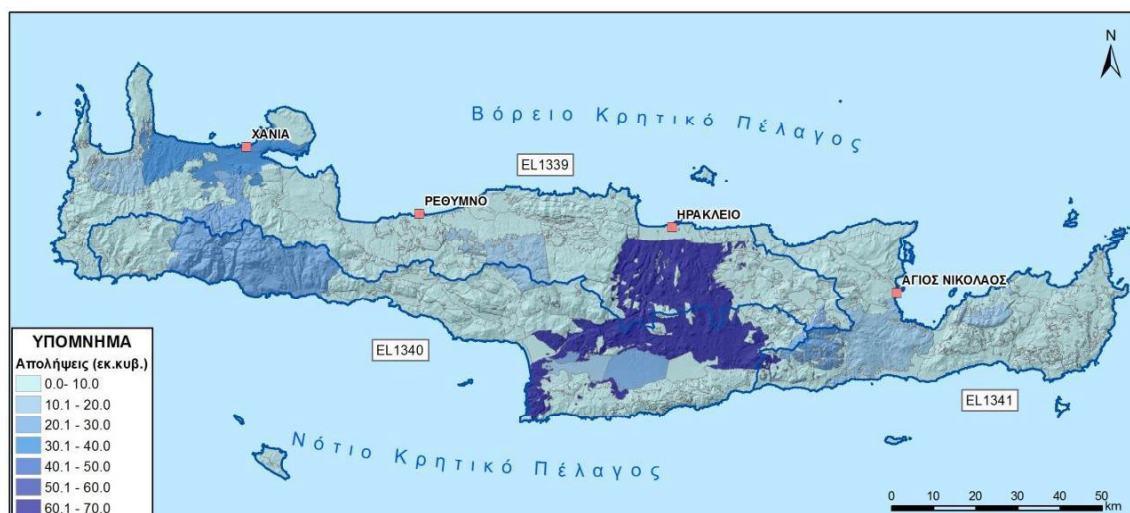 N
Βόρειο Κρητικό Πέλαγος
ΧΑΝΙΑ
EL1339
ΡΕΘΥΜΝΟ
ΗΡΑΚΛΕΙΟ
ΑΓΙΟΣ ΝΙΚΟΛΑΟΣ
EL1340
EL1341
Νότιο Κρητικό Πέλαγος
ΥΠΟΜΝΗΜΑ
Απολήψεις (εκ.κυβ.)
0.0- 10.0
10.1 - 20.0
20.1 - 30.0
30.1 - 40.0
40.1 - 50.0
50.1 - 60.0
60.1 - 70.0
0 10 20 30 40 50
km